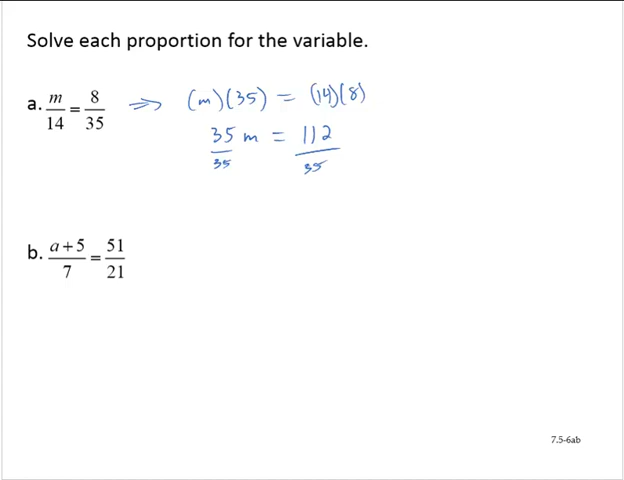 Solve each proportion for the variable.
a. m/14 = 8/35 ⇒ (m)(35) = (14)(8)
35m/35 = 112/35
b. a+5/7 = 51/21
7.5-6ab